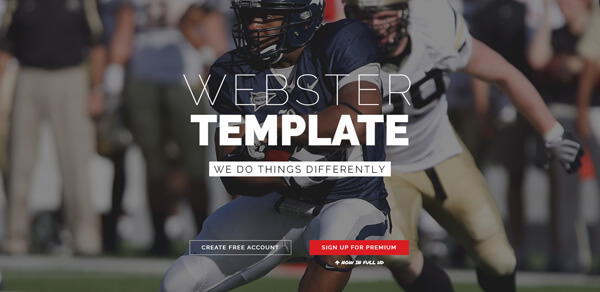 WEBSTER
TEMPLATE
WE DO THINGS DIFFERENTLY
CREATE FREE ACCOUNT
SIGN UP FOR PREMIUM
NOW IN FULL HD